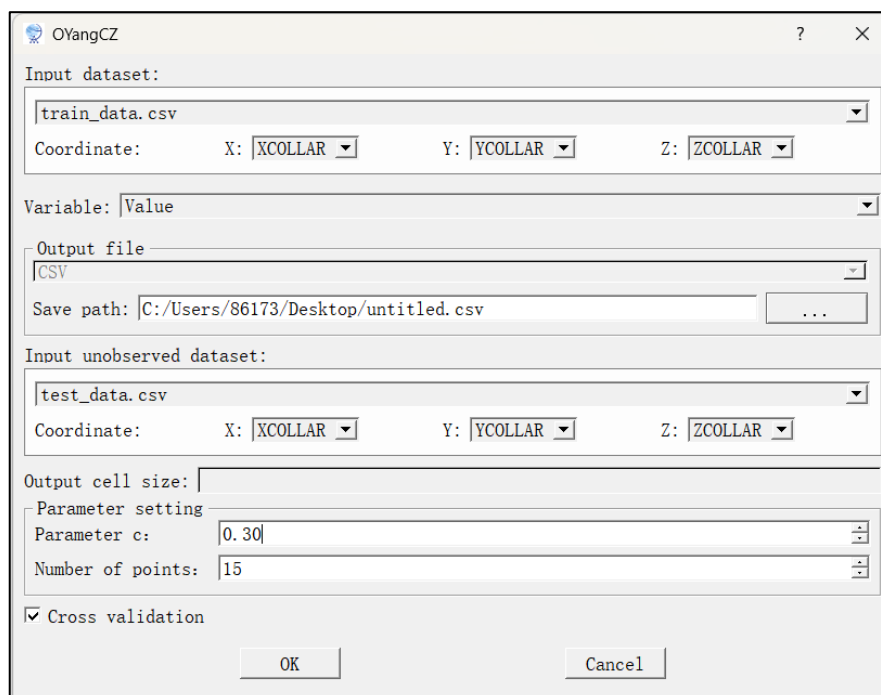 OYangCZ ?
Input dataset:
train_data.csv
Coordinate: X: XCOLLAR Y: YCOLLAR Z: ZCOLLAR
Variable: Value
Output file
CSV
Save path: C:/Users/86173/Desktop/untitled.csv ...
Input unobserved dataset:
test_data.csv
Coordinate: X: XCOLLAR Y: YCOLLAR Z: ZCOLLAR
Output cell size:
Parameter setting
Parameter c: 0.30
Number of points: 15
Cross validation
OK Cancel